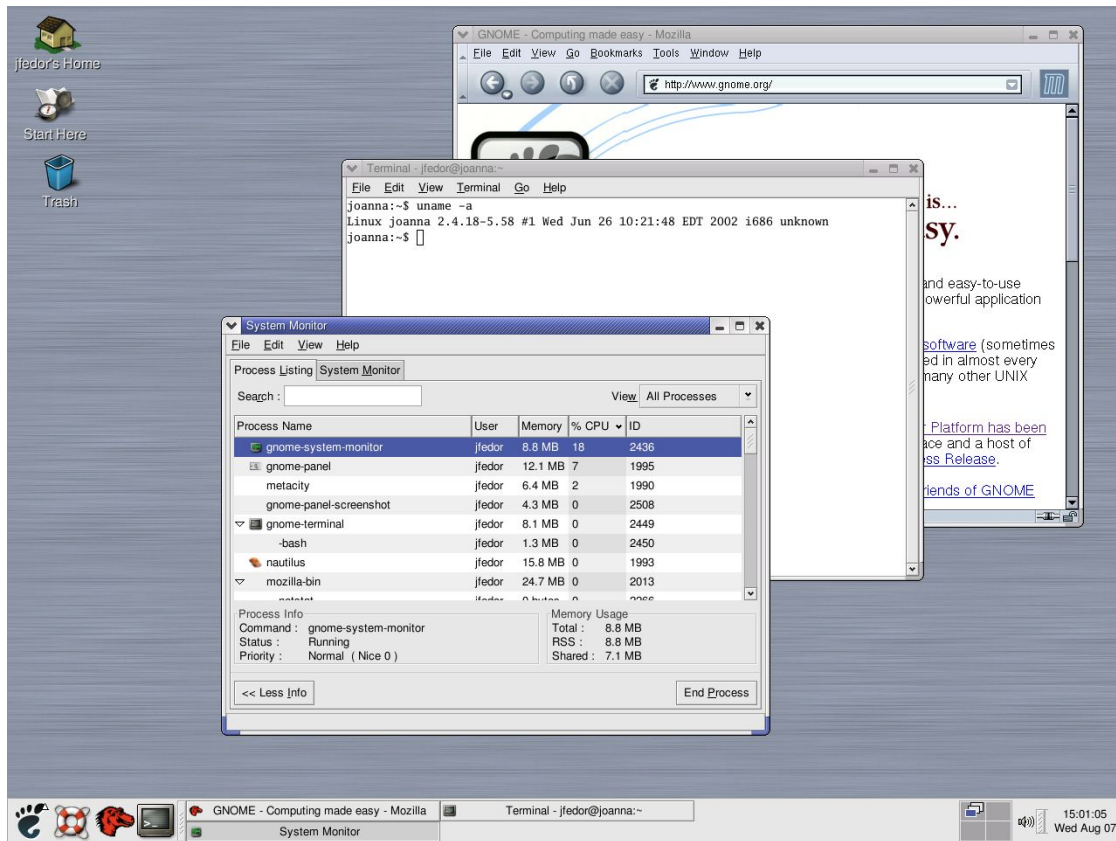 jfedor's Home
Start Here
Trash
GNOME - Computing made easy - Mozilla
File Edit View Go Bookmarks Tools Window Help
http://www.gnome.org/
is...
sy.
and easy-to-use
owerful application
software (sometimes
ed in almost every
many other UNIX
Platform has been
ace and a host of
ess Release.
riends of GNOME
Terminal - jfedor@joanna:~
File Edit View Terminal Go Help
joanna:~$ uname -a
Linux joanna 2.4.18-5.58 #1 Wed Jun 26 10:21:48 EDT 2002 i686 unknown
joanna:~$
System Monitor
File Edit View Help
Process Listing System Monitor
Search : View All Processes
Process Name User Memory % CPU ID
gnome-system-monitor jfedor 8.8 MB 18 2436
gnome-panel jfedor 12.1 MB 7 1995
metacity jfedor 6.4 MB 2 1990
gnome-panel-screenshot jfedor 4.3 MB 0 2508
gnome-terminal jfedor 8.1 MB 0 2449
-bash jfedor 1.3 MB 0 2450
nautilus jfedor 15.8 MB 0 1993
mozilla-bin jfedor 24.7 MB 0 2013
Process Info
Command : gnome-system-monitor
Status : Running
Priority : Normal ( Nice 0 )
Memory Usage
Total : 8.8 MB
RSS : 8.8 MB
Shared : 7.1 MB
<< Less Info End Process
GNOME - Computing made easy - Mozilla Terminal - jfedor@joanna:~
System Monitor
15:01:05
Wed Aug 07